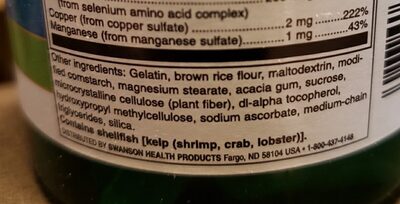 (from selenium amino acid complex)
Copper (from copper sulfate) 2 mg 222%
Manganese (from manganese sulfate) 1 mg 43%
Other ingredients: Gelatin, brown rice flour, maltodextrin, modi-
fied cornstarch, magnesium stearate, acacia gum, sucrose,
microcrystalline cellulose (plant fiber), dl-alpha tocopherol,
hydroxypropyl methylcellulose, sodium ascorbate, medium-chain
triglycerides, silica.
Contains shellfish [kelp (shrimp, crab, lobster)].
DISTRIBUTED BY SWANSON HEALTH PRODUCTS Fargo, ND 58104 USA • 1-800-437-4148